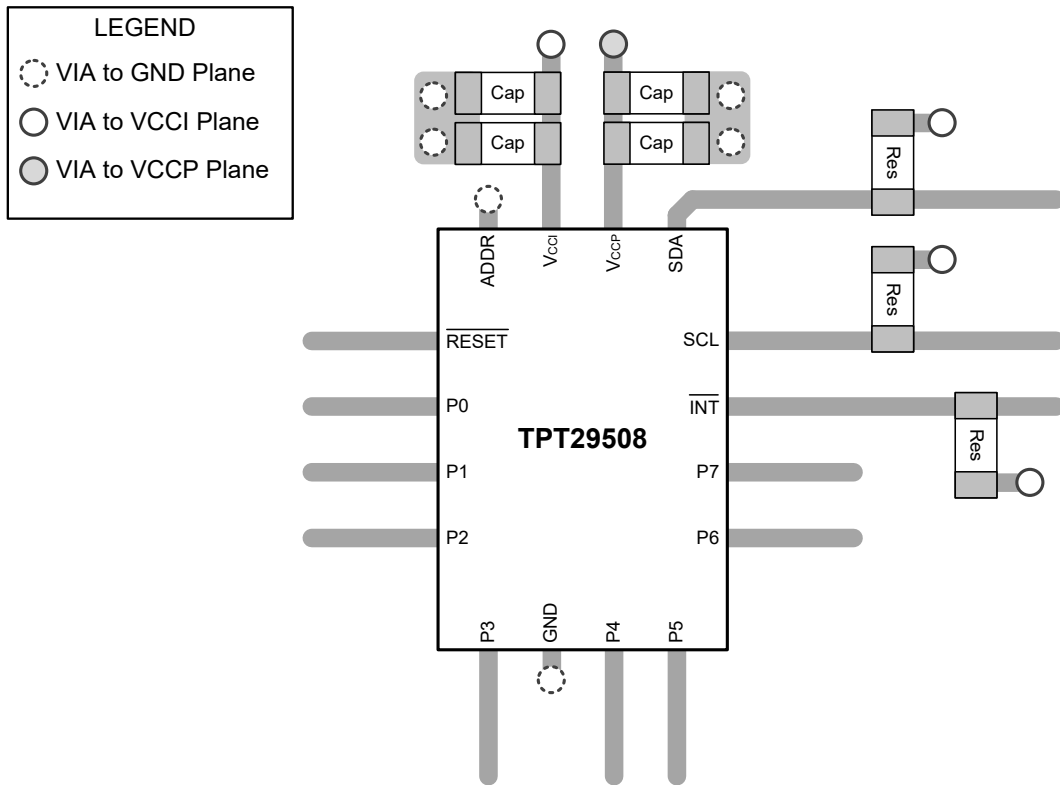 LEGEND
VIA to GND Plane
VIA to VCCI Plane
VIA to VCCP Plane
Cap
Cap
Cap
Cap
Res
Res
Res
ADDR
VCCI
VCCP
SDA
RESET
SCL
P0
INT
TPT29508
P1
P7
P2
P6
P3
GND
P4
P5